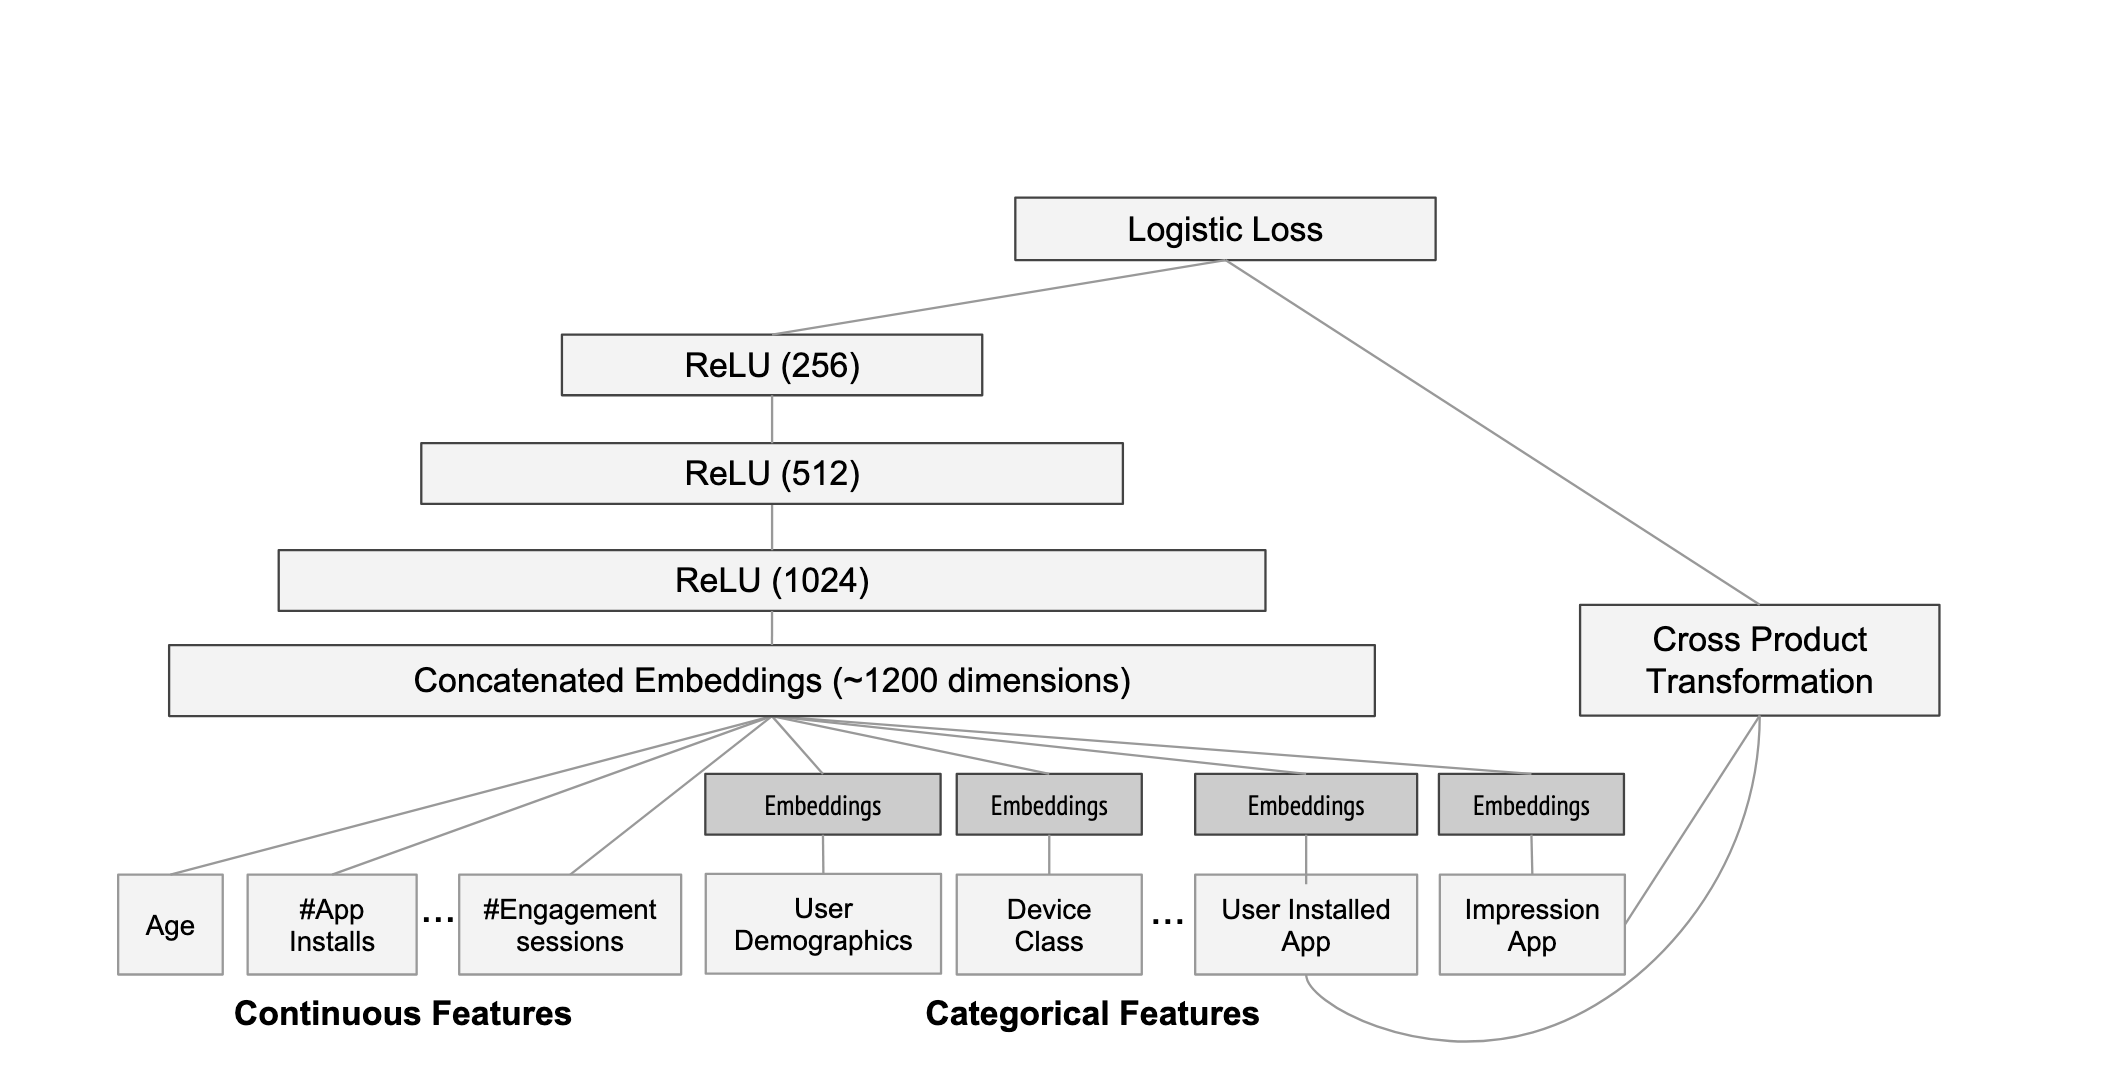 Logistic Loss
ReLU (256)
ReLU (512)
ReLU (1024)
Concatenated Embeddings (~1200 dimensions)
Cross Product
Transformation
Embeddings
Embeddings
Embeddings
Embeddings
Age
#App
Installs
...
#Engagement
sessions
User
Demographics
Device
Class
...
User Installed
App
Impression
App
Continuous Features
Categorical Features